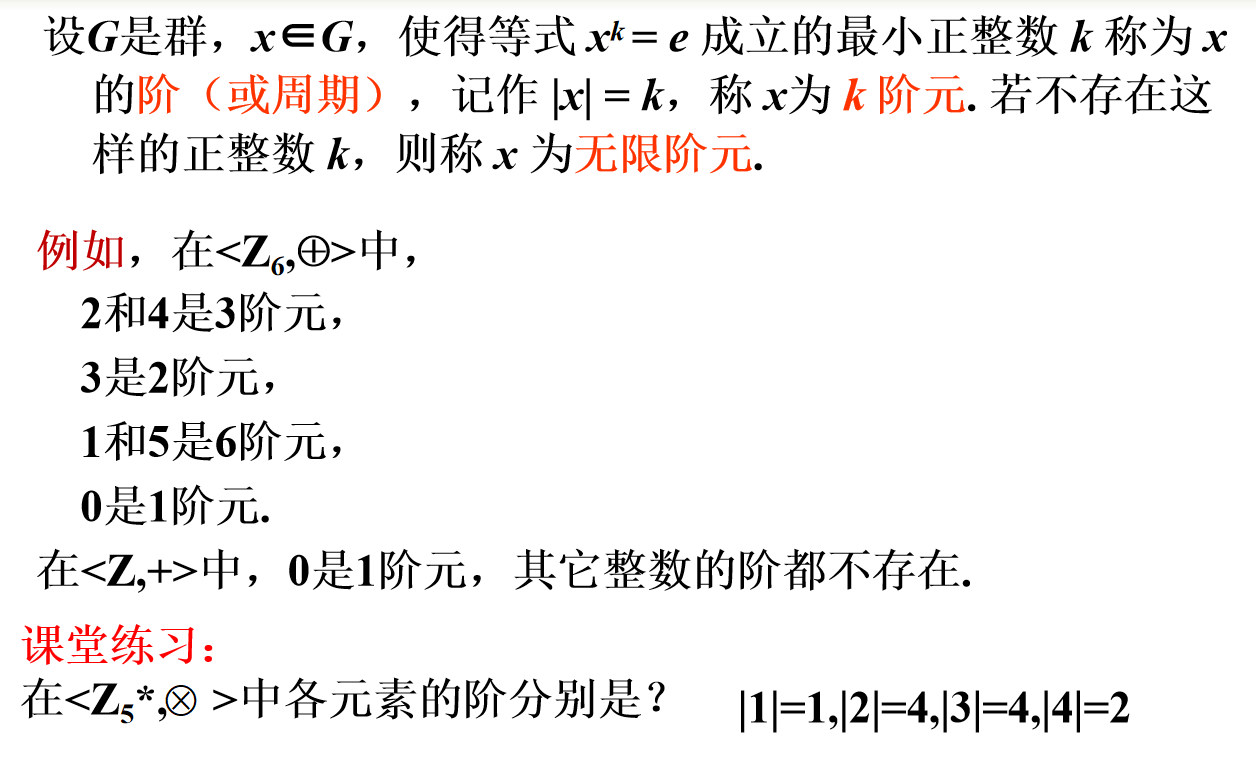 设G是群，x∈G，使得等式 xᵏ = e 成立的最小正整数 k 称为 x
的阶（或周期），记作 |x| = k，称 x为 k 阶元. 若不存在这
样的正整数 k，则称 x 为无限阶元.
例如，在<Z₆,⊕>中，
2和4是3阶元，
3是2阶元，
1和5是6阶元，
0是1阶元.
在<Z,+>中，0是1阶元，其它整数的阶都不存在.
课堂练习：
在<Z₅*,⊗ >中各元素的阶分别是？ |1|=1,|2|=4,|3|=4,|4|=2